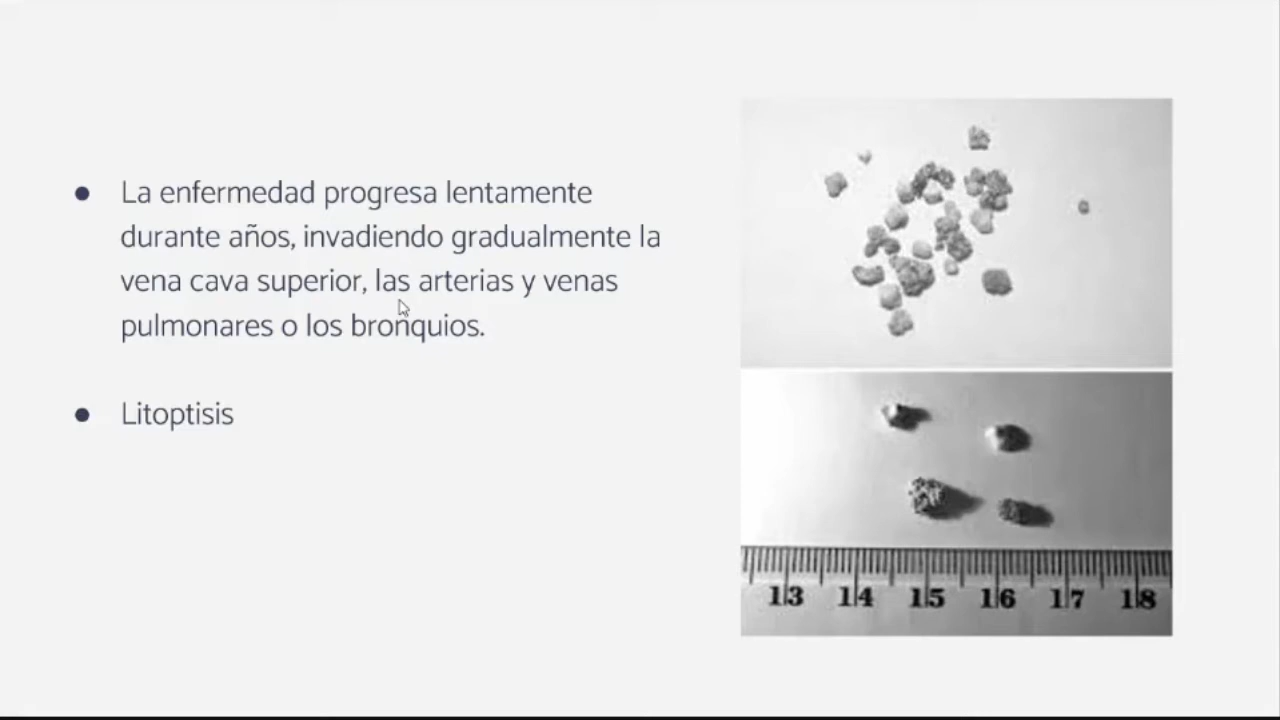 ● La enfermedad progresa lentamente
durante años, invadiendo gradualmente la
vena cava superior, las arterias y venas
pulmonares o los bronquios.
● Litoptisis
13 14 15 16 17 18